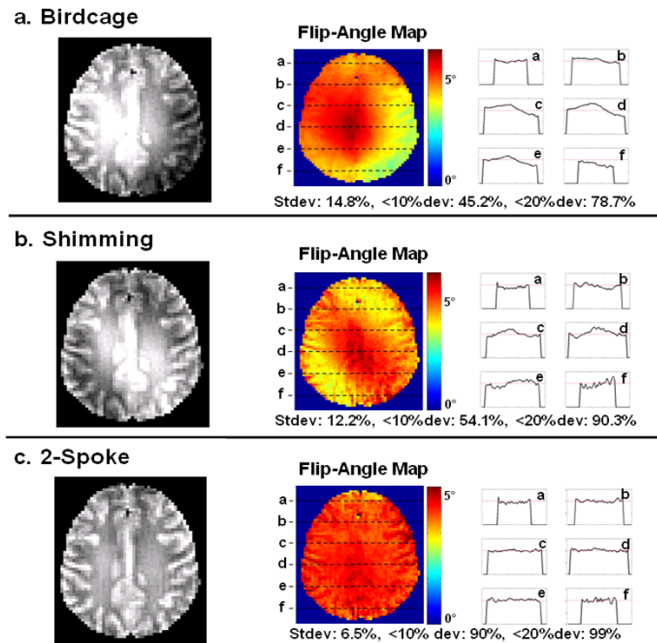 a. Birdcage
Flip-Angle Map
a
b
c
d
e
f
5°
0°
a
b
c
d
e
f
Stdev: 14.8%, <10%dev: 45.2%, <20%dev: 78.7%
b. Shimming
Flip-Angle Map
a
b
c
d
e
f
5°
0°
a
b
c
d
e
f
Stdev: 12.2%, <10%dev: 54.1%, <20%dev: 90.3%
c. 2-Spoke
Flip-Angle Map
a
b
c
d
e
f
5°
0°
a
b
c
d
e
f
Stdev: 6.5%, <10% dev: 90%, <20%dev: 99%